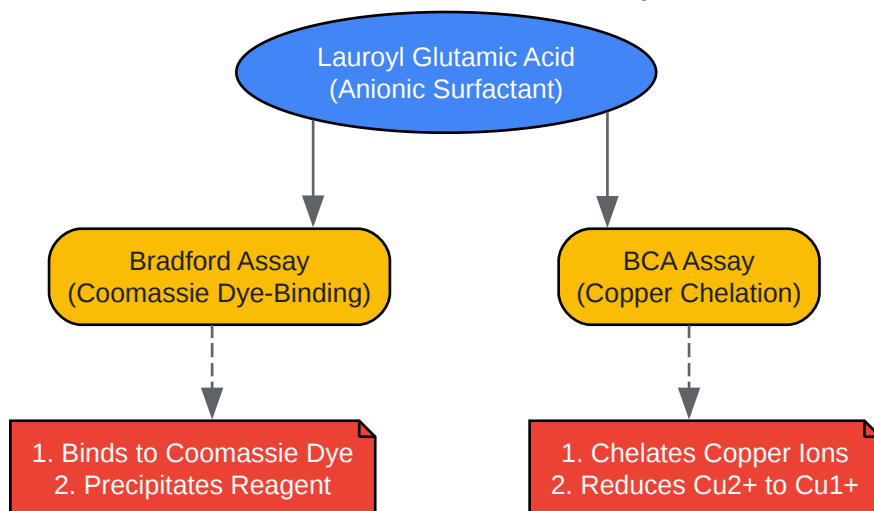 Lauroyl Glutamic Acid
(Anionic Surfactant)
Bradford Assay
(Coomassie Dye-Binding)
BCA Assay
(Copper Chelation)
1. Binds to Coomassie Dye
2. Precipitates Reagent
1. Chelates Copper Ions
2. Reduces Cu2+ to Cu1+